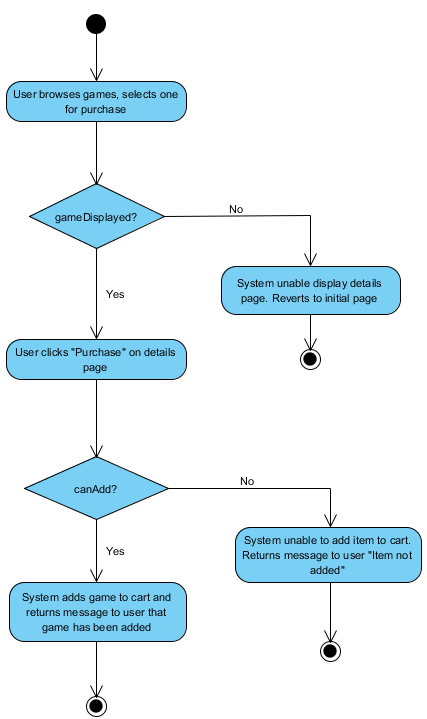 User browses games, selects one
for purchase
gameDisplayed?
No
System unable display details
page. Reverts to initial page
Yes
User clicks "Purchase" on details
page
canAdd?
No
System unable to add item to cart.
Returns message to user "Item not
added"
Yes
System adds game to cart and
returns message to user that
game has been added